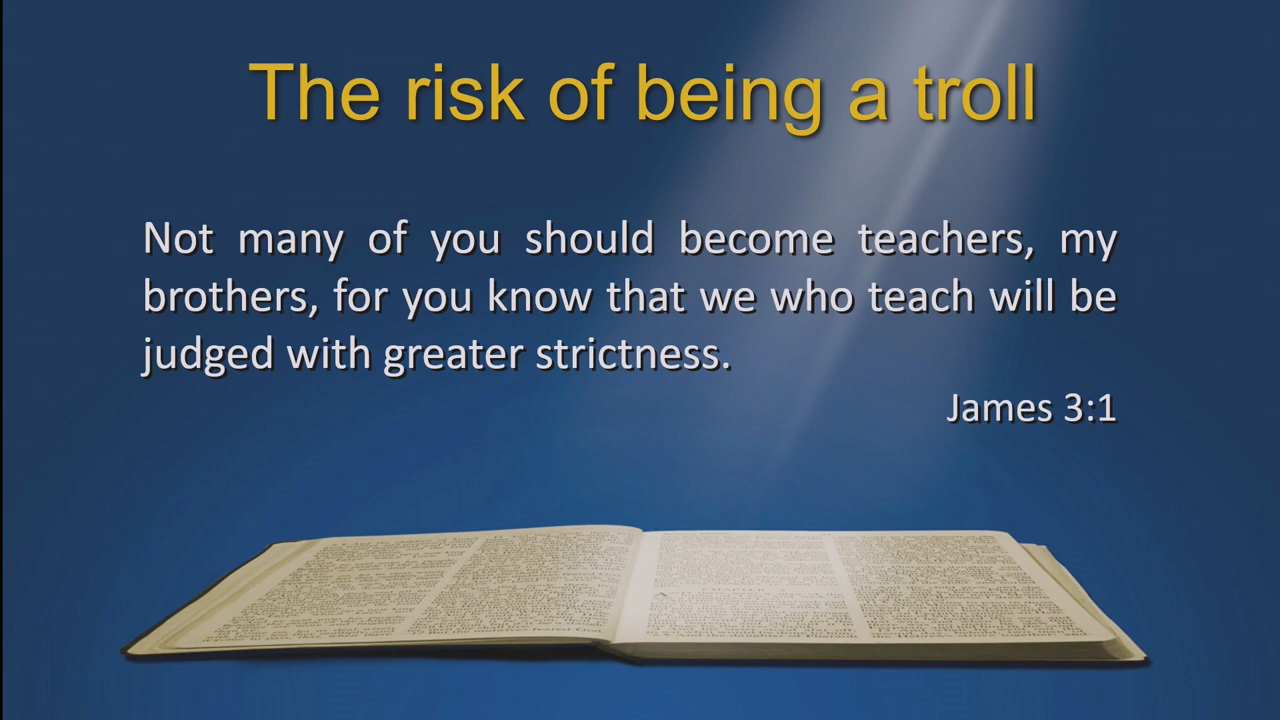 The risk of being a troll
Not many of you should become teachers, my
brothers, for you know that we who teach will be
judged with greater strictness.
James 3:1